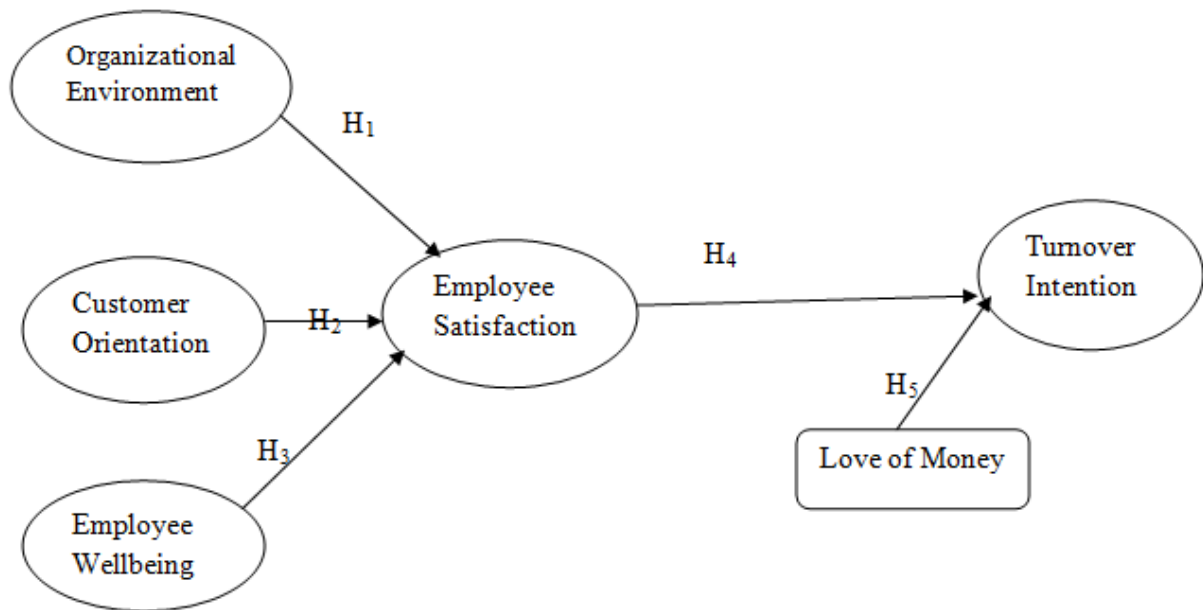 Organizational
Environment
H₁
Customer
Orientation
H₂
Employee
Satisfaction
H₄
Turnover
Intention
H₅
Love of Money
H₃
Employee
Wellbeing